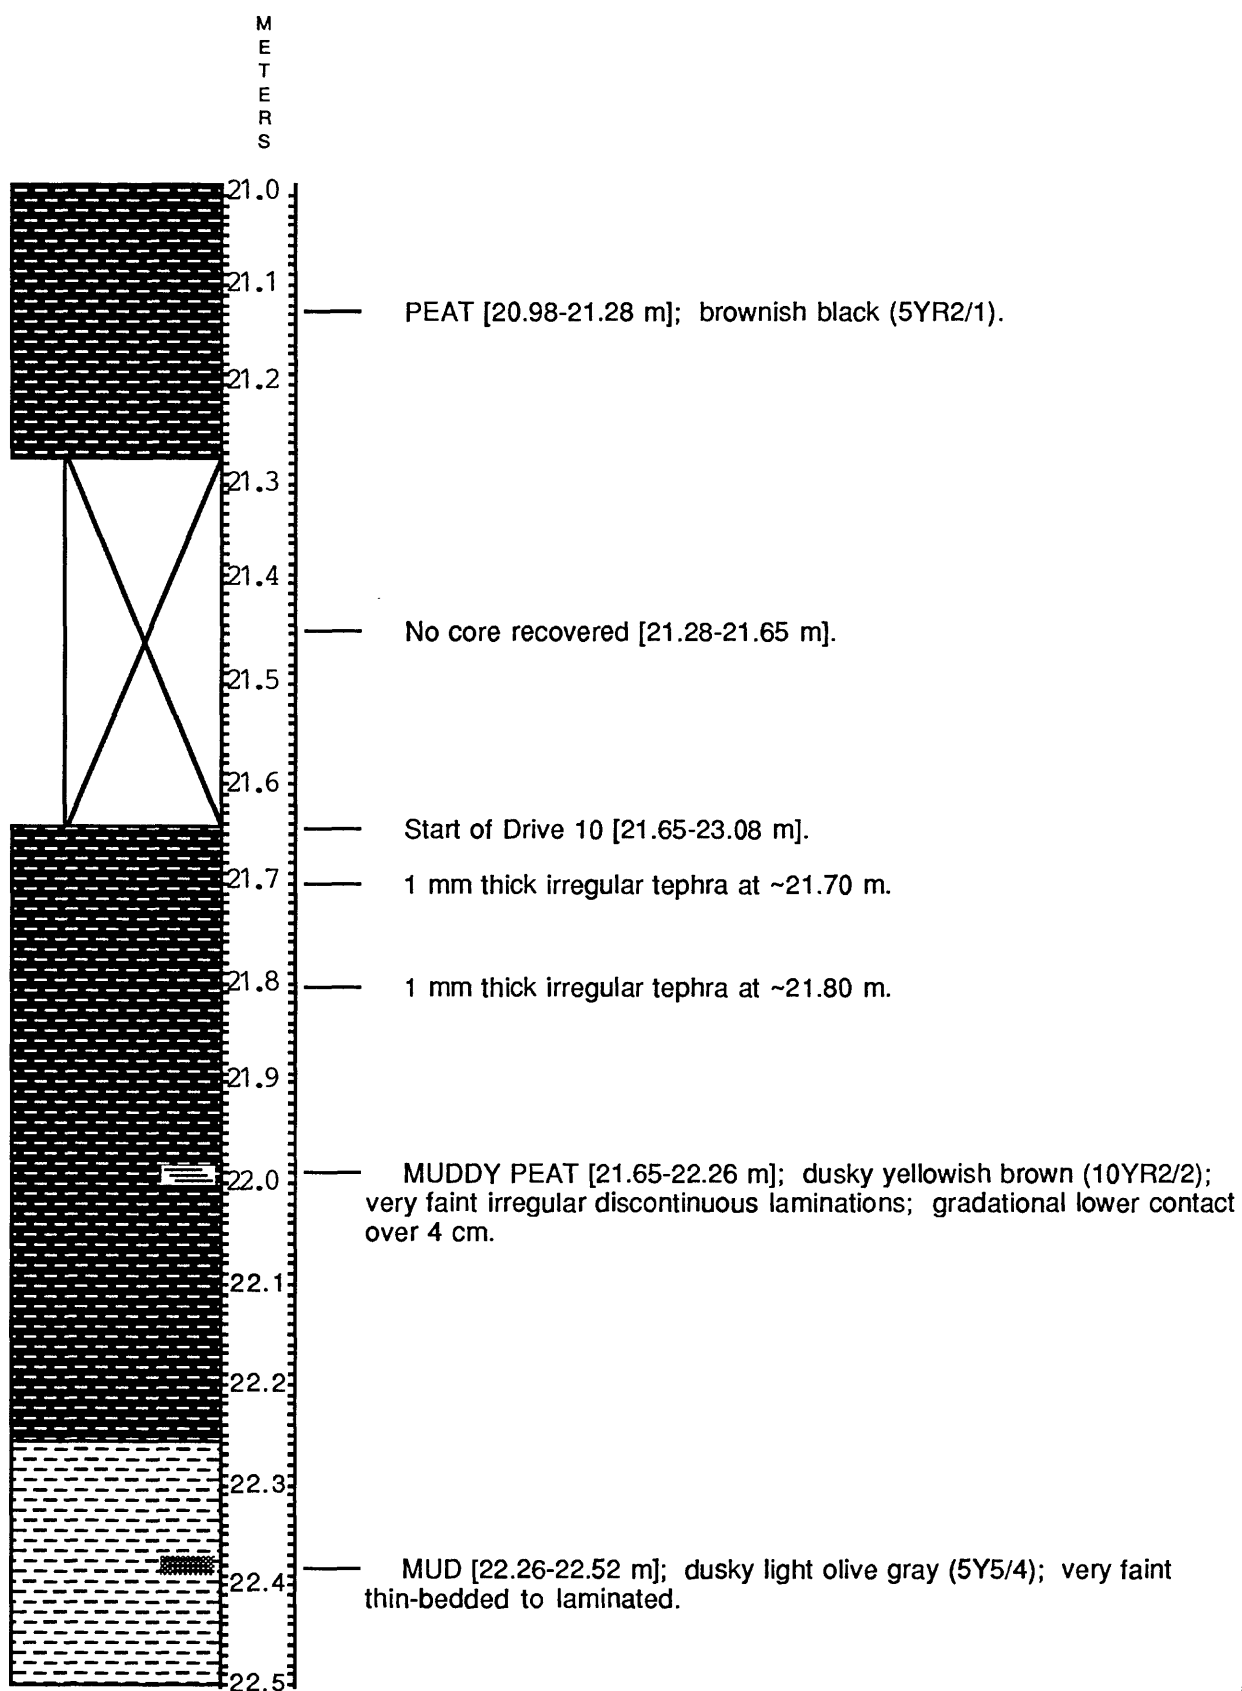 METERS
21.0
21.1
PEAT [20.98-21.28 m]; brownish black (5YR2/1).
21.2
21.3
21.4
No core recovered [21.28-21.65 m].
21.5
21.6
Start of Drive 10 [21.65-23.08 m].
21.7
1 mm thick irregular tephra at ~21.70 m.
21.8
1 mm thick irregular tephra at ~21.80 m.
21.9
22.0
MUDDY PEAT [21.65-22.26 m]; dusky yellowish brown (10YR2/2);
very faint irregular discontinuous laminations; gradational lower contact
over 4 cm.
22.1
22.2
22.3
MUD [22.26-22.52 m]; dusky light olive gray (5Y5/4); very faint
thin-bedded to laminated.
22.4
22.5